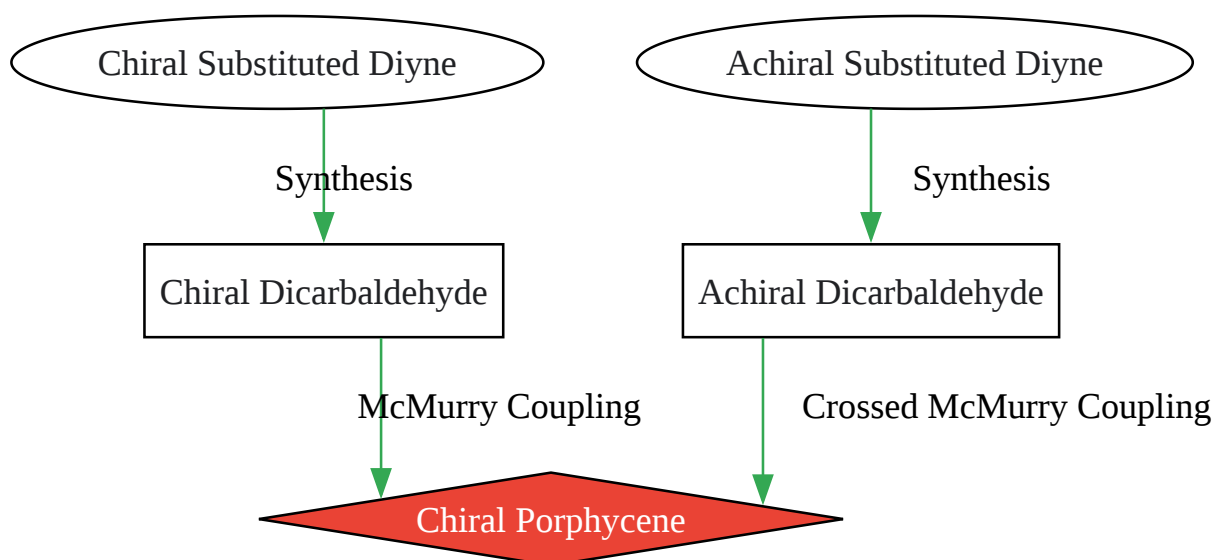 Chiral Substituted Diyne
Achiral Substituted Diyne
Synthesis
Synthesis
Chiral Dicarbaldehyde
Achiral Dicarbaldehyde
McMurry Coupling
Crossed McMurry Coupling
Chiral Porphycene